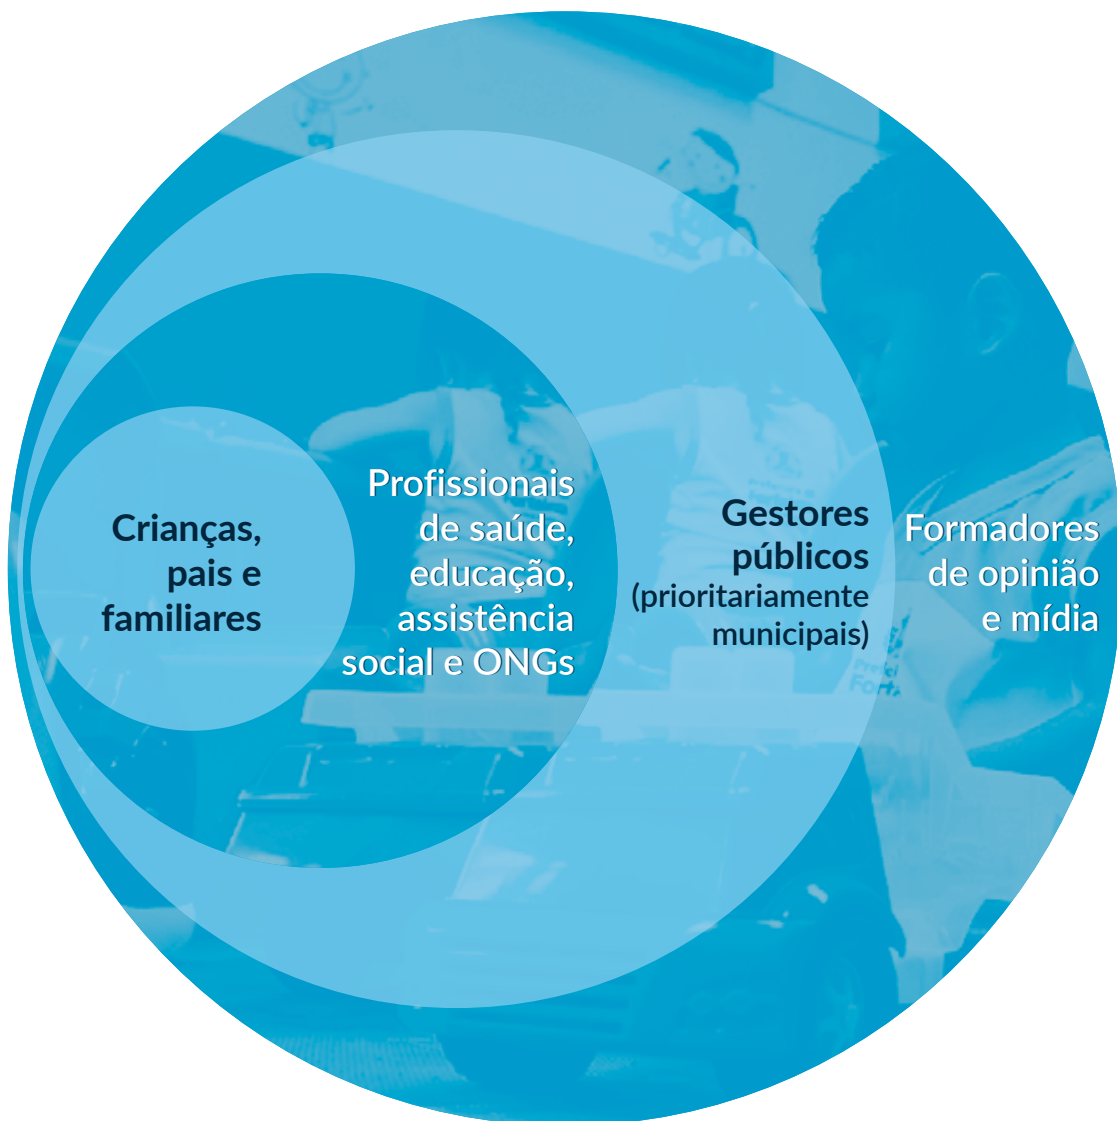 Crianças,
pais e
familiares
Profissionais
de saúde,
educação,
assistência
social e ONGs
Gestores
públicos
(prioritariamente
municipais)
Formadores
de opinião
e mídia